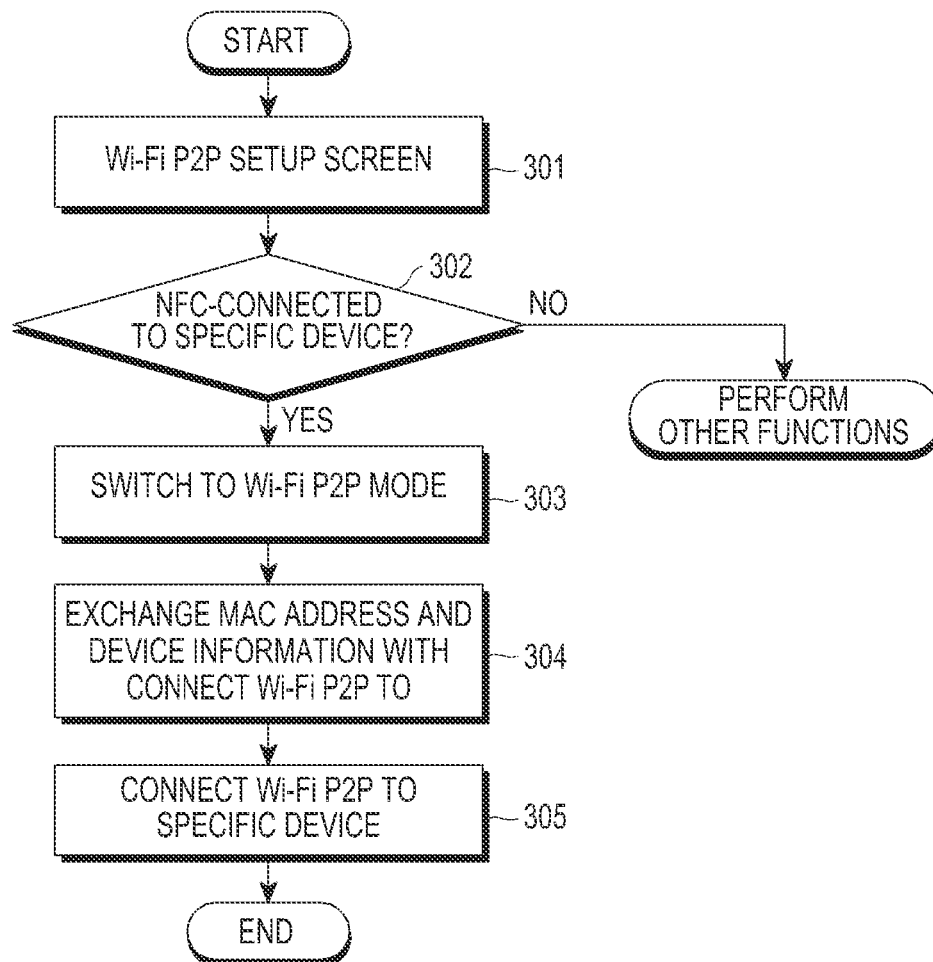 START
Wi-Fi P2P SETUP SCREEN
301
302
NFC-CONNECTED
TO SPECIFIC DEVICE?
NO
PERFORM
OTHER FUNCTIONS
YES
SWITCH TO Wi-Fi P2P MODE
303
EXCHANGE MAC ADDRESS AND
DEVICE INFORMATION WITH
CONNECT Wi-Fi P2P TO
304
CONNECT Wi-Fi P2P TO
SPECIFIC DEVICE
305
END